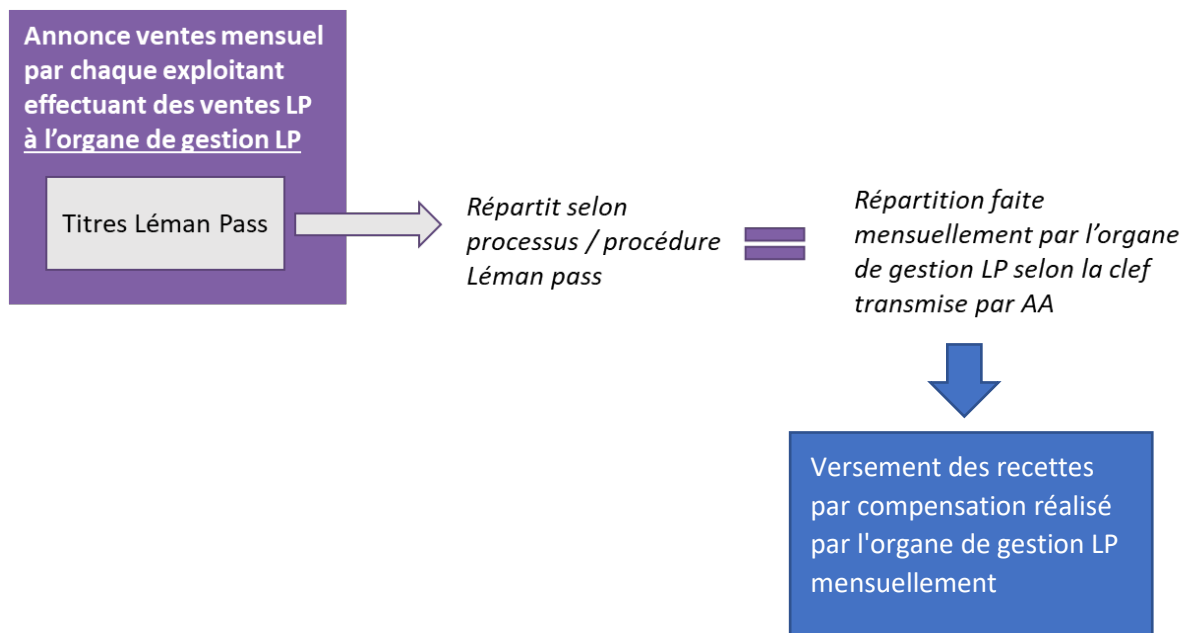 Annonce ventes mensuel
par chaque exploitant
effectuant des ventes LP
à l’organe de gestion LP
Titres Léman Pass
Répartit selon
processus / procédure
Léman pass
Répartition faite
mensuellement par l’organe
de gestion LP selon la clef
transmise par AA
Versement des recettes
par compensation réalisé
par l'organe de gestion LP
mensuellement